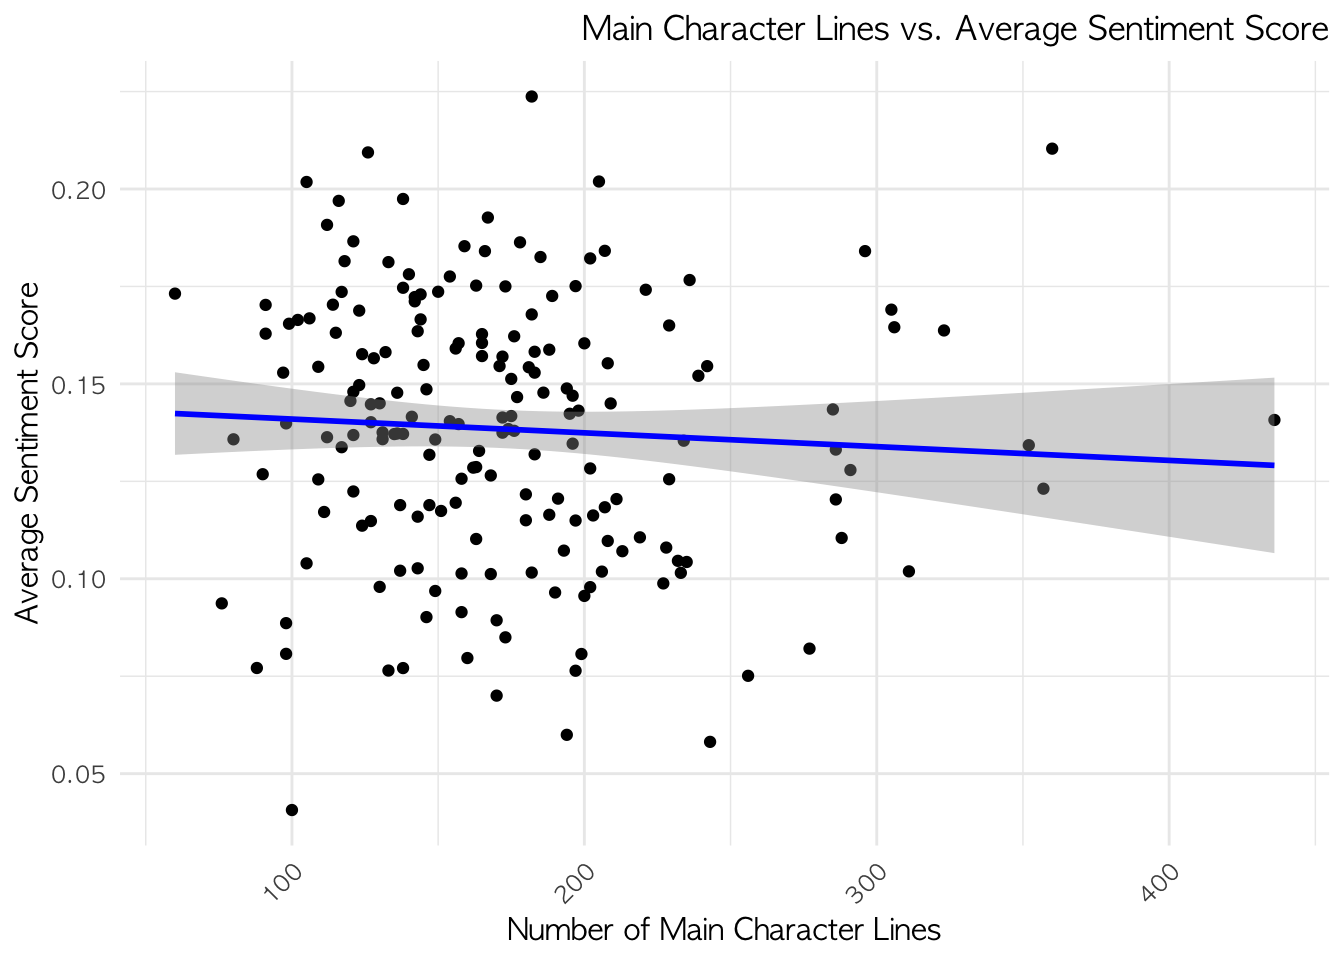 Main Character Lines vs. Average Sentiment Score
Average Sentiment Score
0.20
0.15
0.10
0.05
100
200
300
400
Number of Main Character Lines